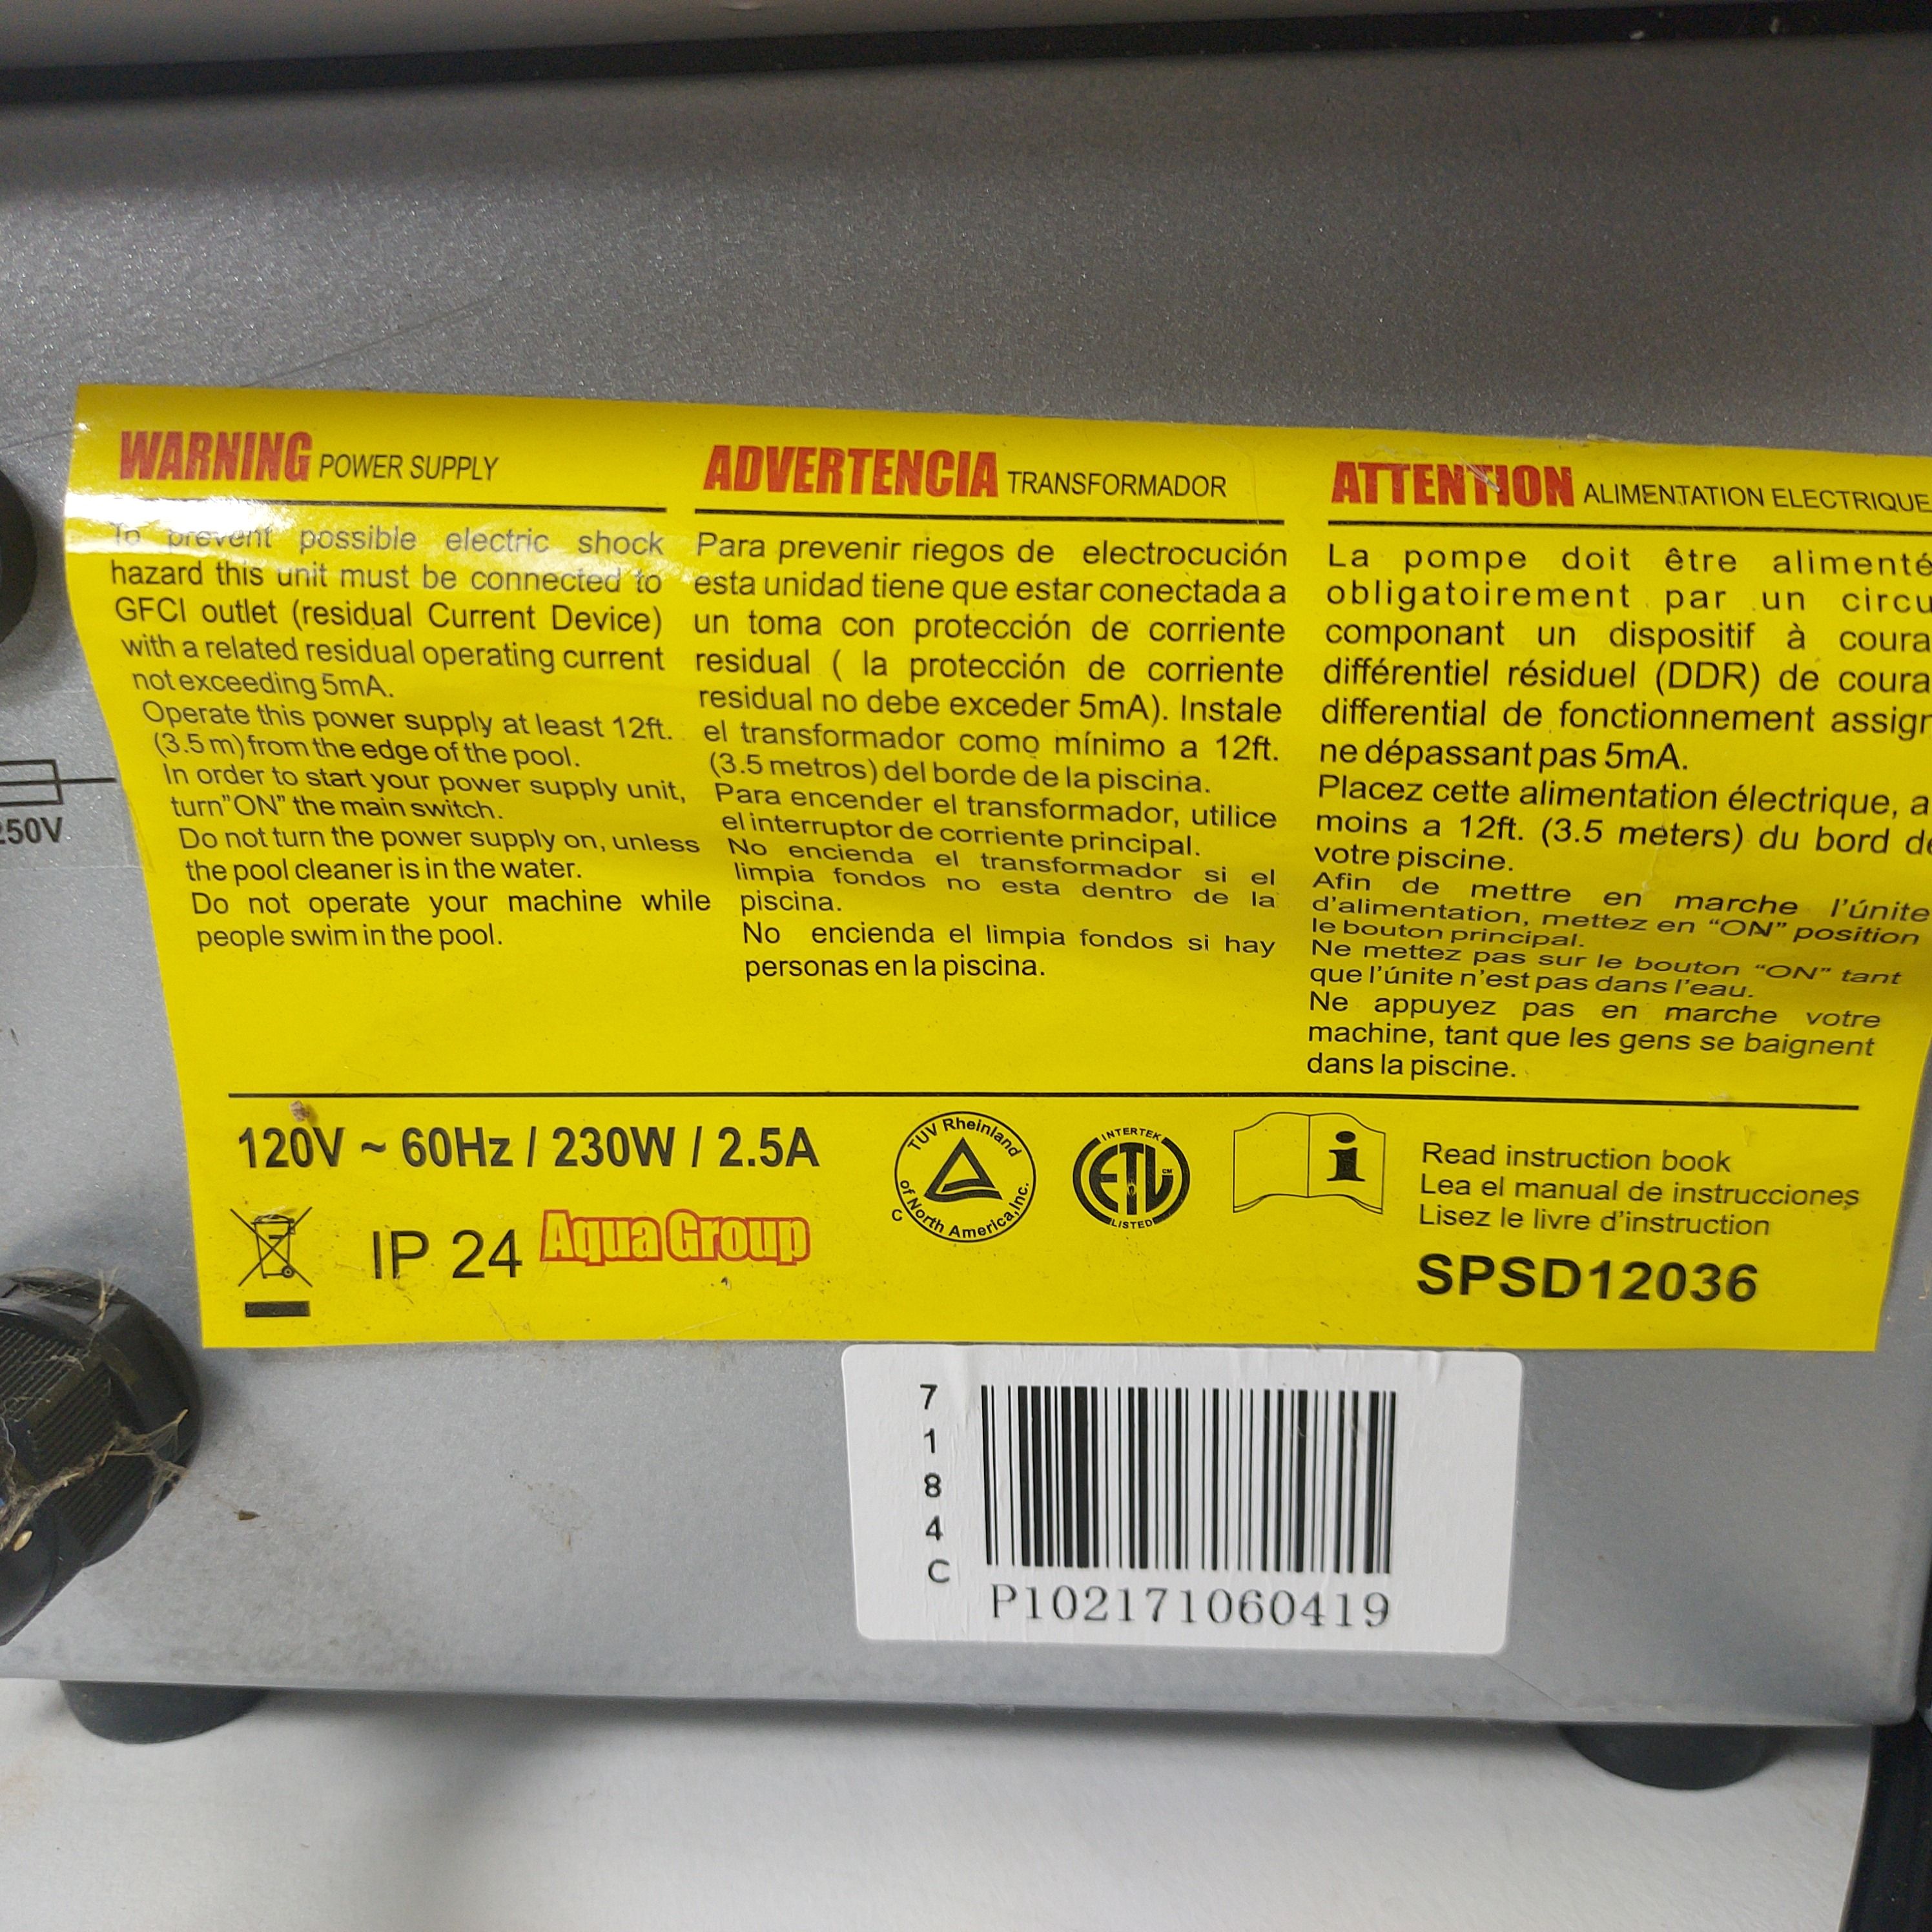 WARNING POWER SUPPLY
To prevent possible electric shock
hazard this unit must be connected to
GFCI outlet (residual Current Device)
with a related residual operating current
not exceeding 5mA.
Operate this power supply at least 12ft.
(3.5 m) from the edge of the pool.
In order to start your power supply unit,
turn"ON" the main switch.
Do not turn the power supply on, unless
the pool cleaner is in the water.
Do not operate your machine while
people swim in the pool.
ADVERTENCIA TRANSFORMADOR
Para prevenir riegos de electrocución
esta unidad tiene que estar conectada a
un toma con protección de corriente
residual ( la protección de corriente
residual no debe exceder 5mA). Instale
el transformador como mínimo a 12ft.
(3.5 metros) del borde de la piscina.
Para encender el transformador, utilice
el interruptor de corriente principal.
No encienda el transformador si el
limpia fondos no esta dentro de la
piscina.
No encienda el limpia fondos si hay
personas en la piscina.
ATTENTION ALIMENTATION ELECTRIQUE
La pompe doit être alimenté
obligatoirement par un circu
componant un dispositif à coura
différentiel résiduel (DDR) de coura
differential de fonctionnement assign
ne dépassant pas 5mA.
Placez cette alimentation électrique, a
moins a 12ft. (3.5 meters) du bord de
votre piscine.
Afin de mettre en marche l'únite
d'alimentation, mettez en "ON" position
le bouton principal.
Ne mettez pas sur le bouton "ON" tant
que l'únite n'est pas dans l'eau.
Ne appuyez pas en marche votre
machine, tant que les gens se baignent
dans la piscine.
250V
120V ~ 60Hz / 230W / 2.5A
IP 24 Aqua Group
TUV Rheinland
of North America,Inc.
C
INTERTEK
ETL CM
LISTED
i
Read instruction book
Lea el manual de instrucciones
Lisez le livre d'instruction
SPSD12036
7184C
P102171060419